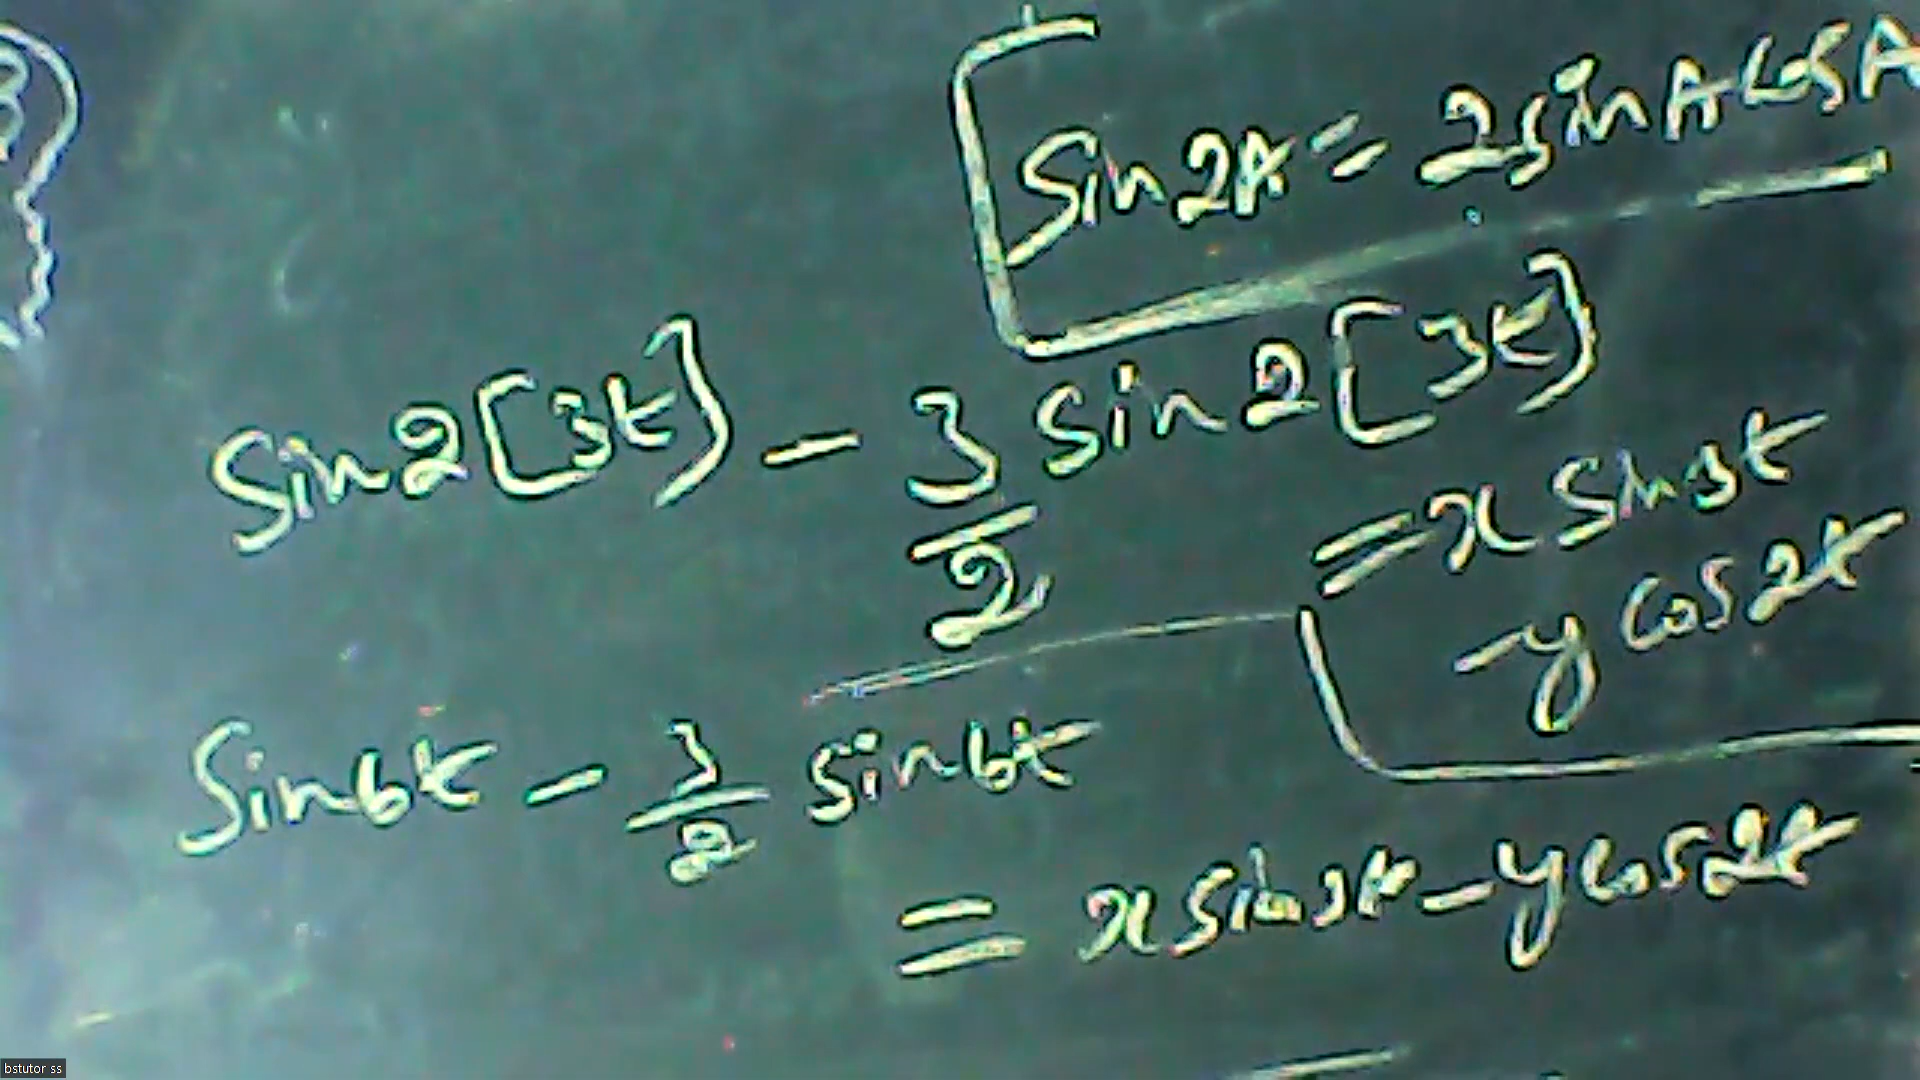 sin2A = 2sinAcosA
sin2[3t] - 3/2 sin2[3t]
= x sin3t
- y cos2t
sin6t - 3/2 sin6t
= x sin3t - y cos2t
bstutor ss